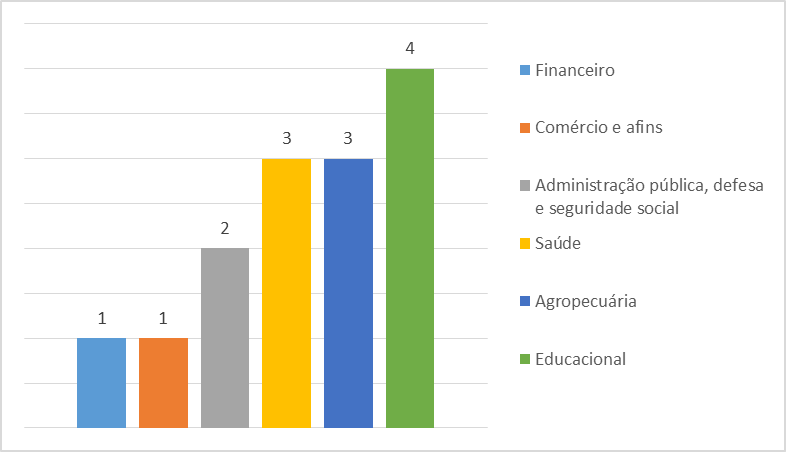 1
1
2
3
3
4
Financeiro
Comércio e afins
Administração pública, defesa
e seguridade social
Saúde
Agropecuária
Educacional